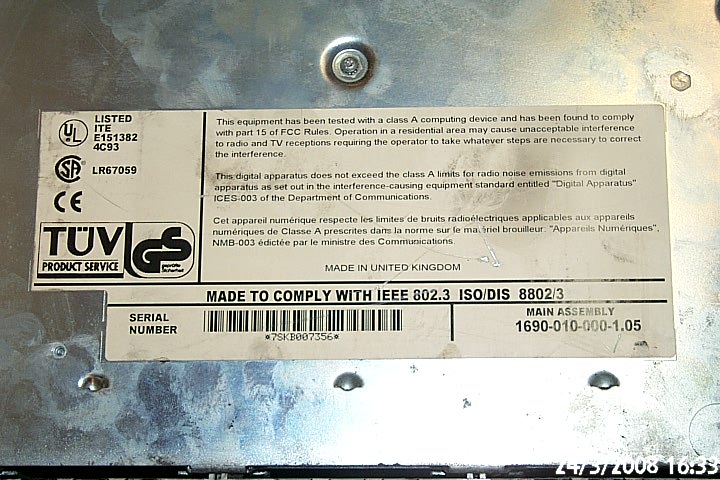 LISTED
ITE
E151382
4C93
UL
SA
LR67059
CE
TÜV
PRODUCT SERVICE
GS
geprüfte
Sicherheit
This equipment has been tested with a class A computing device and has been found to comply
with part 15 of FCC Rules. Operation in a residential area may cause unacceptable interference
to radio and TV receptions requiring the operator to take whatever steps are necessary to correct
the interference.
This digital apparatus does not exceed the class A limits for radio noise emissions from digital
apparatus as set out in the interference-causing equipment standard entitled "Digital Apparatus"
ICES-003 of the Department of Communications.
Cet appareil numérique respecte les limites de bruits radioélectriques applicables aux appareils
numériques de Classe A prescrites dans la norme sur le matériel brouilleur: "Appareils Numériques",
NMB-003 édictée par le ministre des Communications.
MADE IN UNITED KINGDOM
MADE TO COMPLY WITH IEEE 802.3 ISO/DIS 8802/3
SERIAL
NUMBER
*7SKB007356*
MAIN ASSEMBLY
1690-010-000-1.05
24/5/2008 16:33